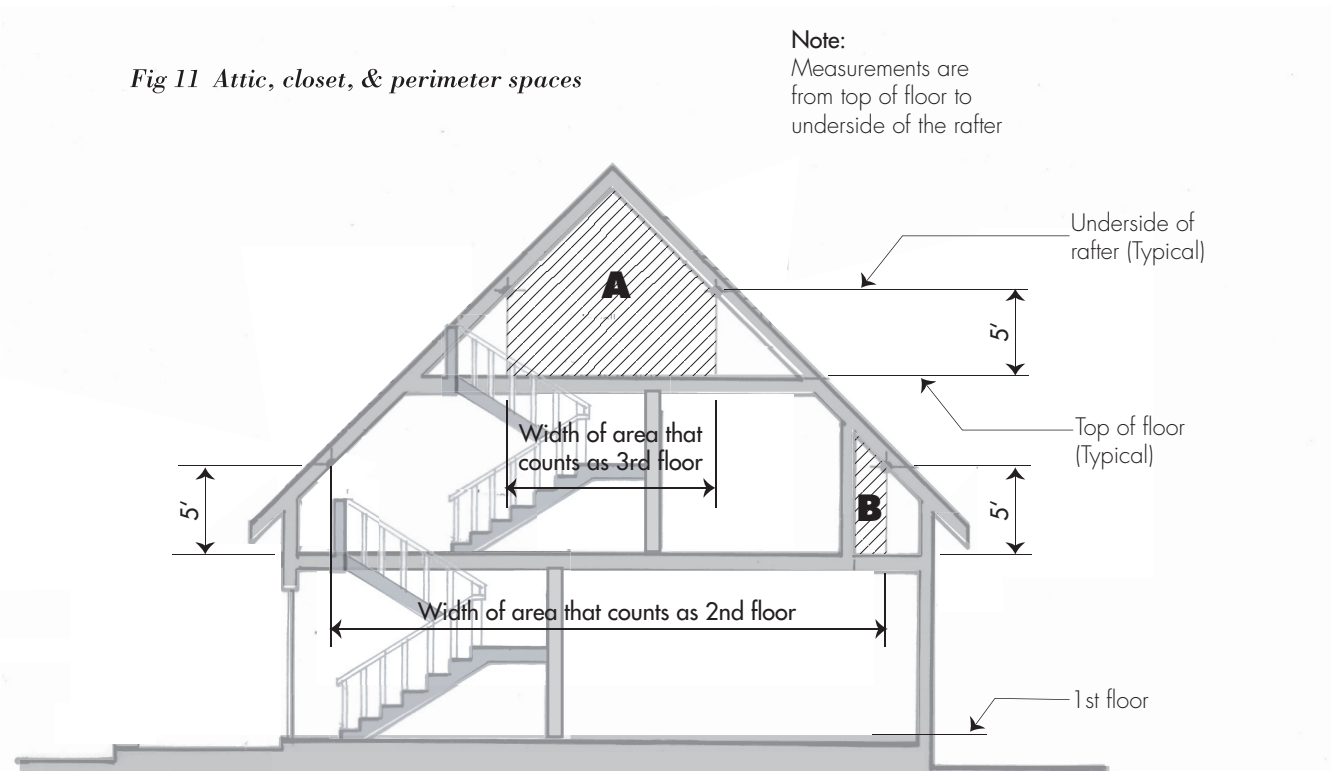 Fig 11 Attic, closet, & perimeter spaces
Note:
Measurements are
from top of floor to
underside of the rafter
Underside of
rafter (Typical)
A
5'
Top of floor
(Typical)
Width of area that
counts as 3rd floor
5'
B
5'
Width of area that counts as 2nd floor
1st floor